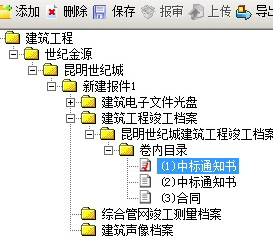 添加 删除 保存 报审 上传
建筑工程
世纪金源
昆明世纪城
新建报件1
建筑电子文件光盘
建筑工程竣工档案
昆明世纪城建筑工程竣工档案
卷内目录
(1)中标通知书
(2)中标通知书
(3)合同
综合管网竣工测量档案
建筑声像档案